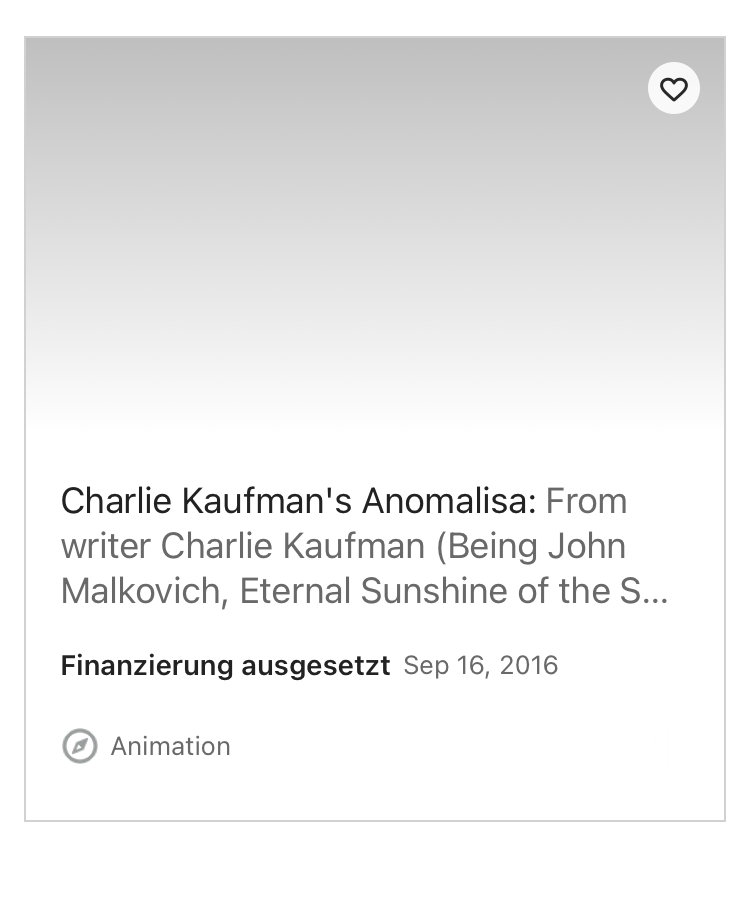 Charlie Kaufman's Anomalisa: From
writer Charlie Kaufman (Being John
Malkovich, Eternal Sunshine of the S...
Finanzierung ausgesetzt Sep 16, 2016
Animation